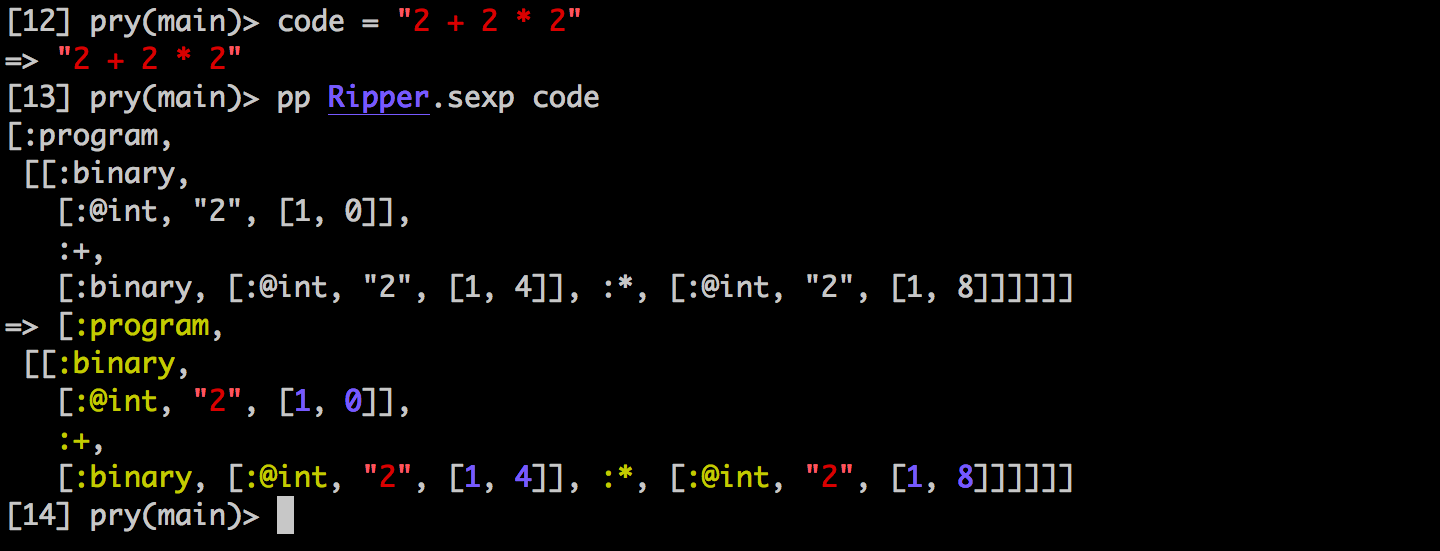 [12] pry(main)> code = "2 + 2 * 2"
=> "2 + 2 * 2"
[13] pry(main)> pp Ripper.sexp code
[:program,
 [[:binary,
   [:@int, "2", [1, 0]],
   :+,
   [:binary, [:@int, "2", [1, 4]], :*, [:@int, "2", [1, 8]]]]]]
=> [:program,
 [[:binary,
   [:@int, "2", [1, 0]],
   :+,
   [:binary, [:@int, "2", [1, 4]], :*, [:@int, "2", [1, 8]]]]]]
[14] pry(main)>